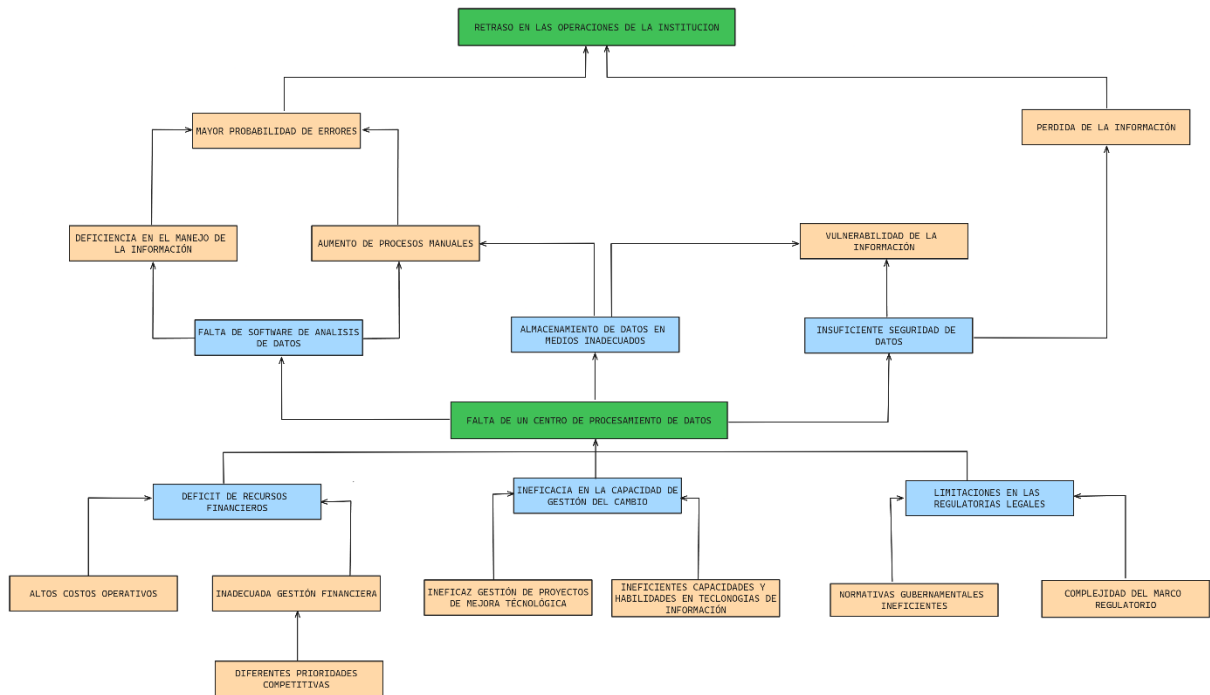 RETRASO EN LAS OPERACIONES DE LA INSTITUCION
MAYOR PROBABILIDAD DE ERRORES
PERDIDA DE LA INFORMACIÓN
DEFICIENCIA EN EL MANEJO DE
LA INFORMACIÓN
AUMENTO DE PROCESOS MANUALES
VULNERABILIDAD DE LA
INFORMACIÓN
FALTA DE SOFTWARE DE ANALISIS
DE DATOS
ALMACENAMIENTO DE DATOS EN
MEDIOS INADECUADOS
INSUFICIENTE SEGURIDAD DE
DATOS
FALTA DE UN CENTRO DE PROCESAMIENTO DE DATOS
DEFICIT DE RECURSOS
FINANCIEROS
INEFICACIA EN LA CAPACIDAD DE
GESTIÓN DEL CAMBIO
LIMITACIONES EN LAS
REGULATORIAS LEGALES
ALTOS COSTOS OPERATIVOS
INADECUADA GESTIÓN FINANCIERA
INEFICAZ GESTIÓN DE PROYECTOS
DE MEJORA TÉCNOLÓGICA
INEFICIENTES CAPACIDADES Y
HABILIDADES EN TECLONOGIAS DE
INFORMACIÓN
NORMATIVAS GUBERNAMENTALES
INEFICIENTES
COMPLEJIDAD DEL MARCO
REGULATORIO
DIFERENTES PRIORIDADES
COMPETITIVAS